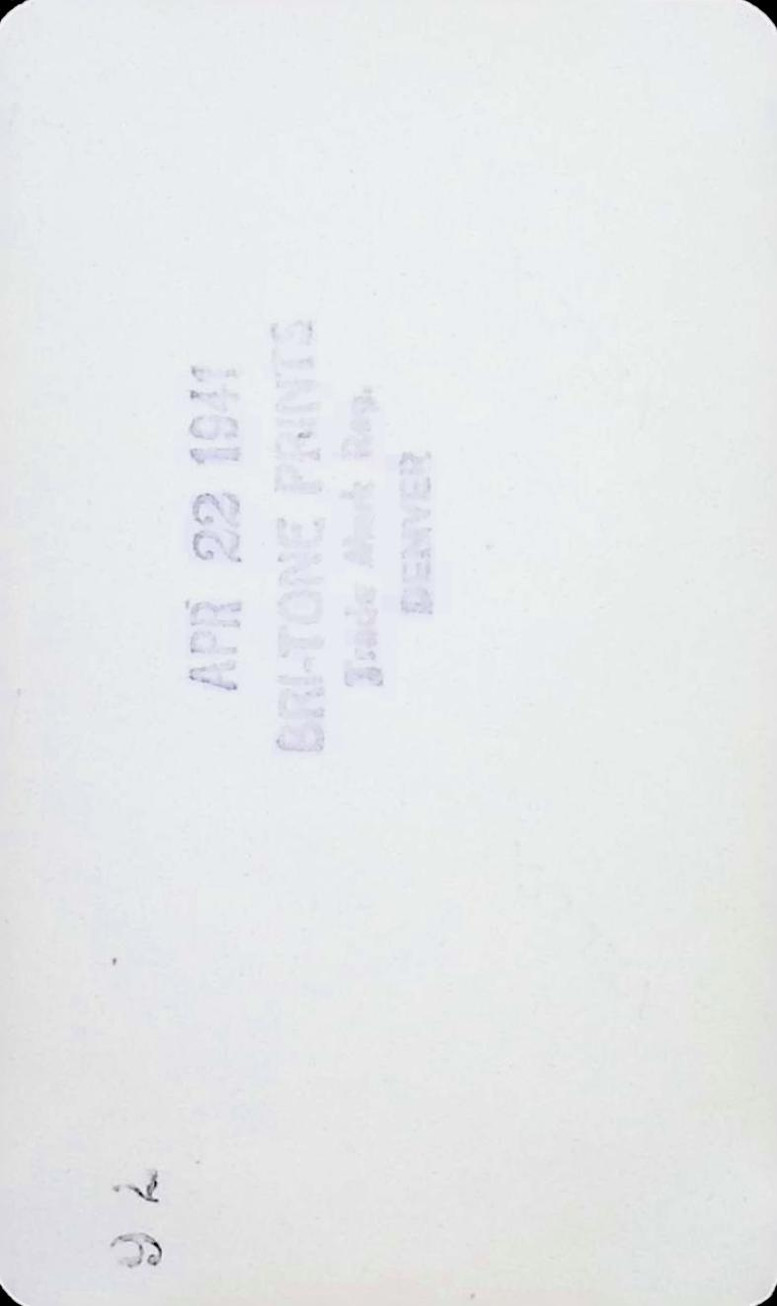 APR 22 1941
BRI-TONE PRINTS
Trade Mark Reg.
DENVER